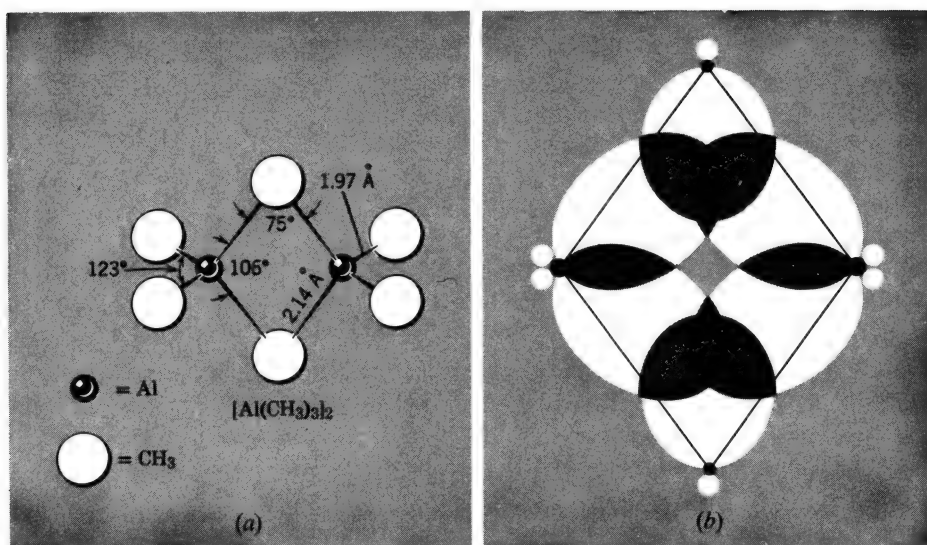 1.97 Å
75°
123°
106°
2.14 Å
= Al
[Al(CH₃)₃]₂
= CH₃
(a)
(b)